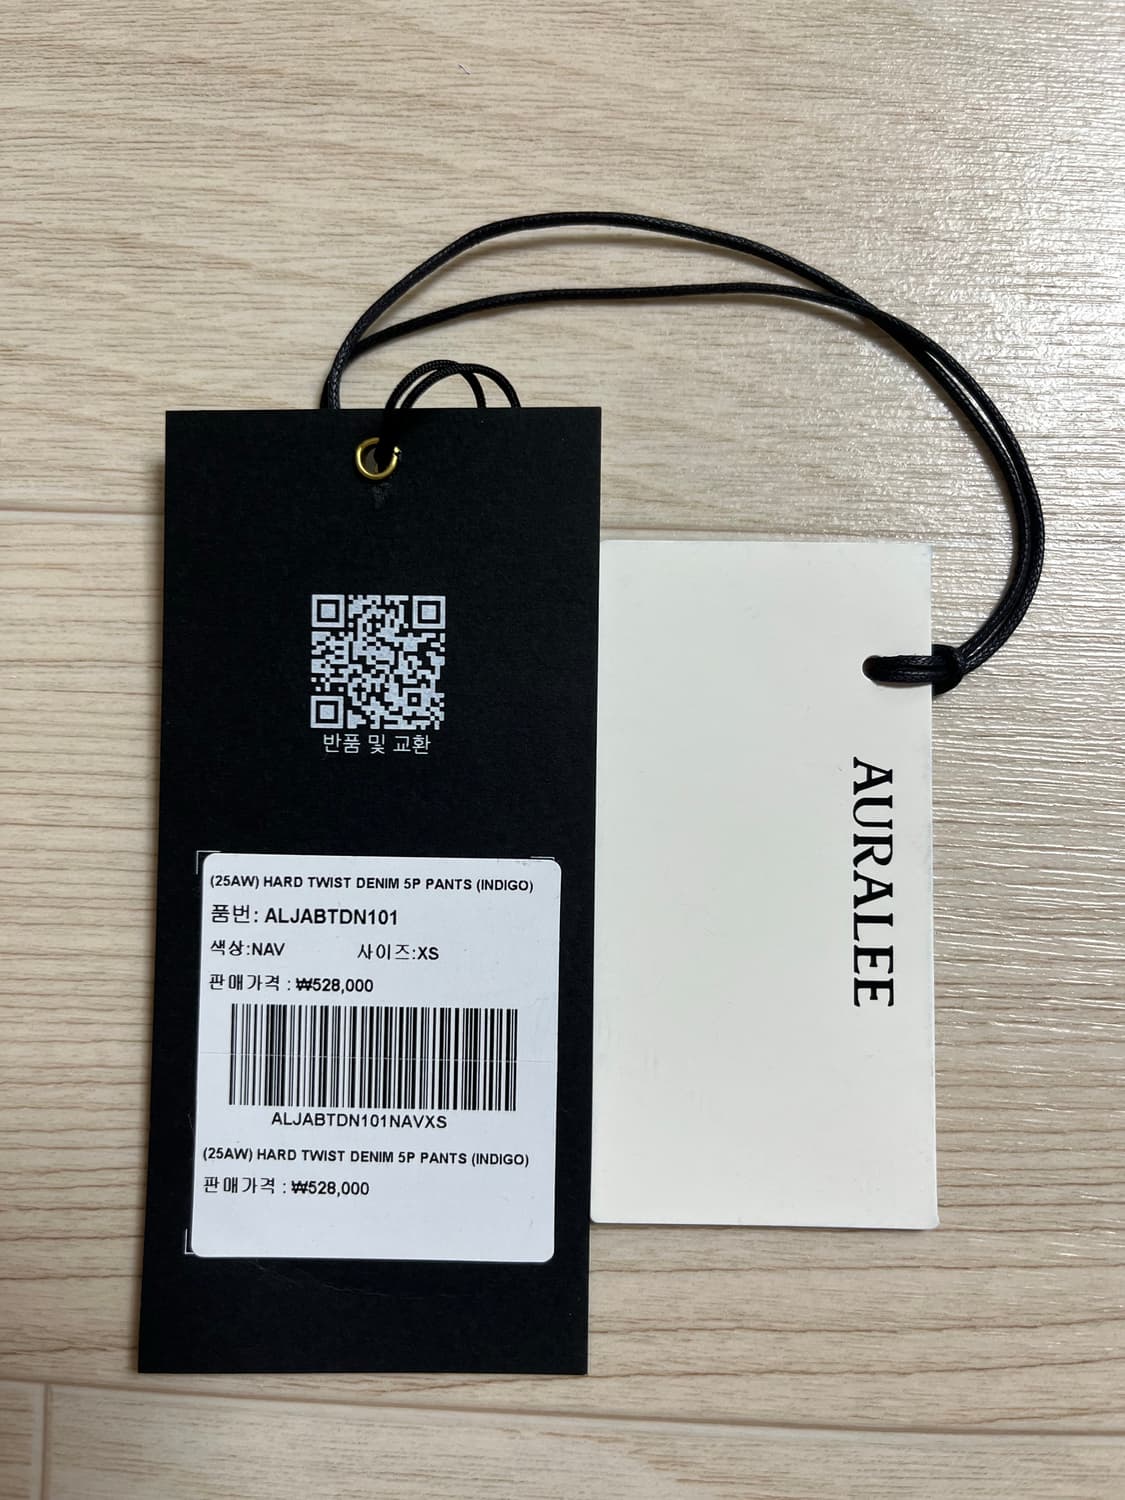 반품 및 교환
(25AW) HARD TWIST DENIM 5P PANTS (INDIGO)
품번: ALJABTDN101
색상:NAV 사이즈:XS
판매가격 : ₩528,000
ALJABTDN101NAVXS
(25AW) HARD TWIST DENIM 5P PANTS (INDIGO)
판매가격 : ₩528,000
AURALEE